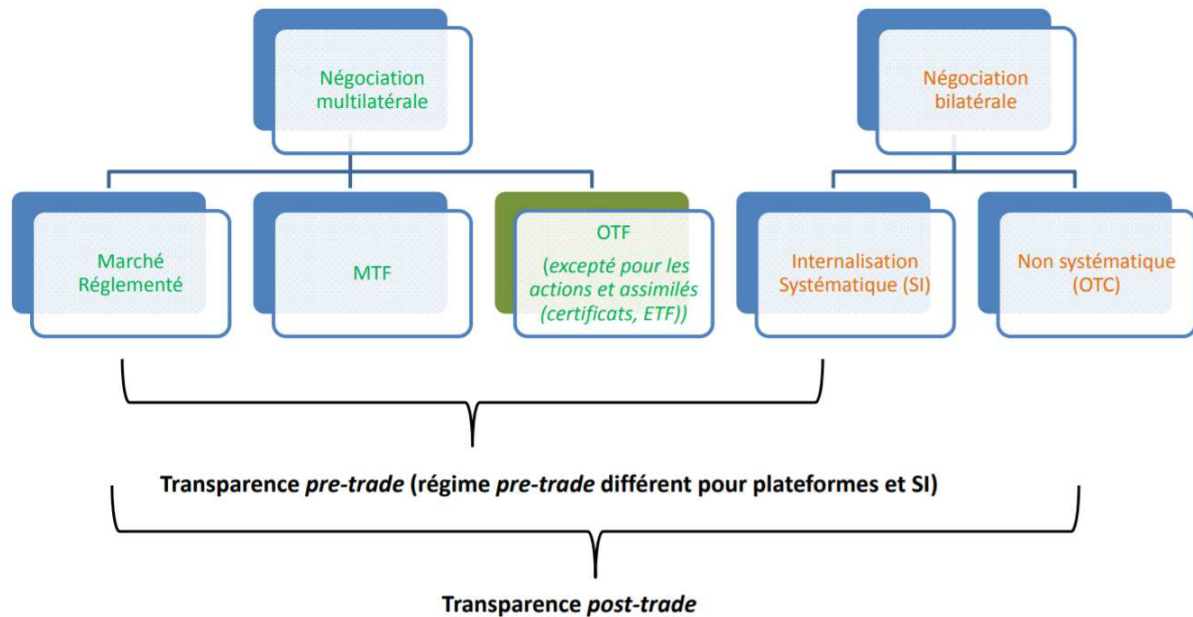 Négociation
multilatérale
Négociation
bilatérale
Marché
Réglementé
MTF
OTF
(excepté pour les
actions et assimilés
(certificats, ETF))
Internalisation
Systématique (SI)
Non systématique
(OTC)
Transparence pre-trade (régime pre-trade différent pour plateformes et SI)
Transparence post-trade